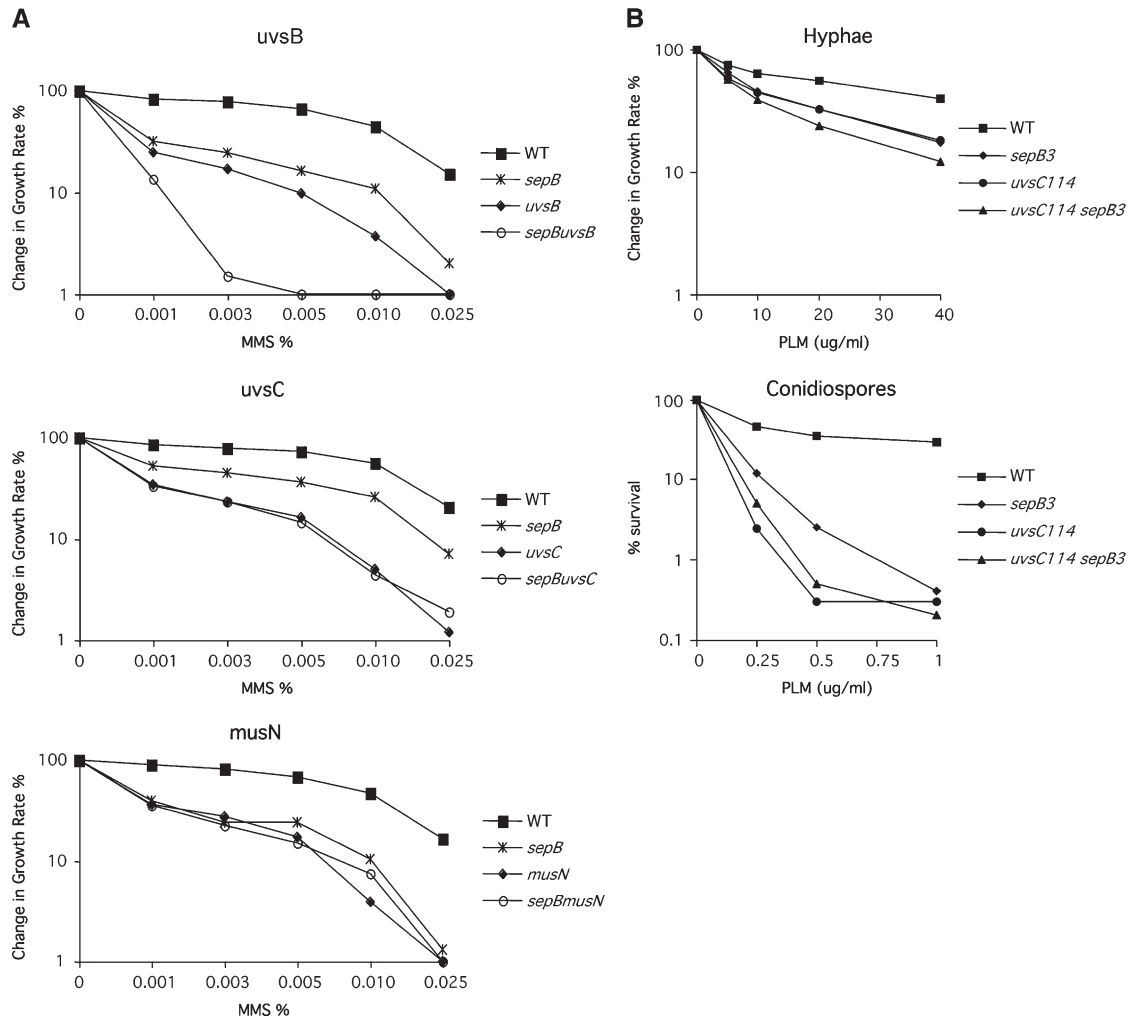 A
uvsB
Change in Growth Rate %
100
10
1
0 0.001 0.003 0.005 0.010 0.025
MMS %
WT
sepB
uvsB
sepBuvsB
uvsC
Change in Growth Rate %
100
10
1
0 0.001 0.003 0.005 0.010 0.025
MMS %
WT
sepB
uvsC
sepBuvsC
musN
Change in Growth Rate %
100
10
1
0 0.001 0.003 0.005 0.010 0.025
MMS %
WT
sepB
musN
sepBmusN
B
Hyphae
Change in Growth Rate %
100
10
1
0 10 20 30 40
PLM (ug/ml)
WT
sepB3
uvsC114
uvsC114 sepB3
Conidiospores
% survival
100
10
1
0.1
0 0.25 0.5 0.75 1
PLM (ug/ml)
WT
sepB3
uvsC114
uvsC114 sepB3